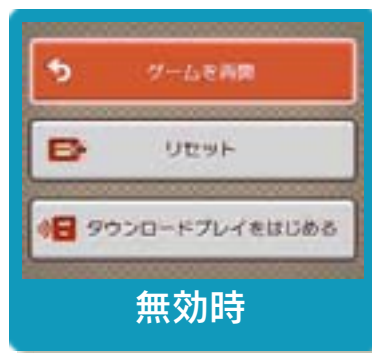 ゲームを再開
リセット
ダウンロードプレイをはじめる
無効時